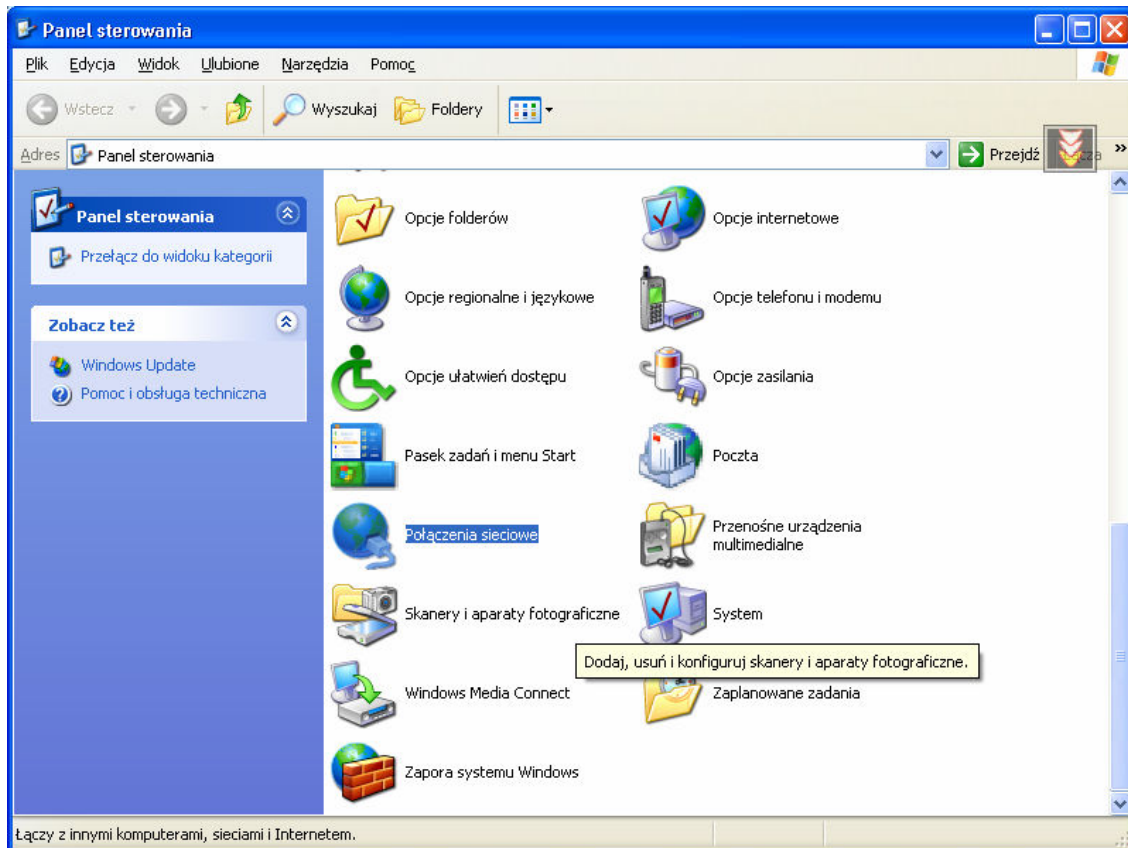 Panel sterowania
Plik Edycja Widok Ulubione Narzędzia Pomoc
Wstecz Wyszukaj Foldery
Adres Panel sterowania Przejdź »
Panel sterowania
Przełącz do widoku kategorii
Zobacz też
Windows Update
Pomoc i obsługa techniczna
Opcje folderów
Opcje internetowe
Opcje regionalne i językowe
Opcje telefonu i modemu
Opcje ułatwień dostępu
Opcje zasilania
Pasek zadań i menu Start
Poczta
Połączenia sieciowe
Przenośne urządzenia
multimedialne
Skanery i aparaty fotograficzne
System
Dodaj, usuń i konfiguruj skanery i aparaty fotograficzne.
Windows Media Connect
Zaplanowane zadania
Zapora systemu Windows
Łączy z innymi komputerami, sieciami i Internetem.